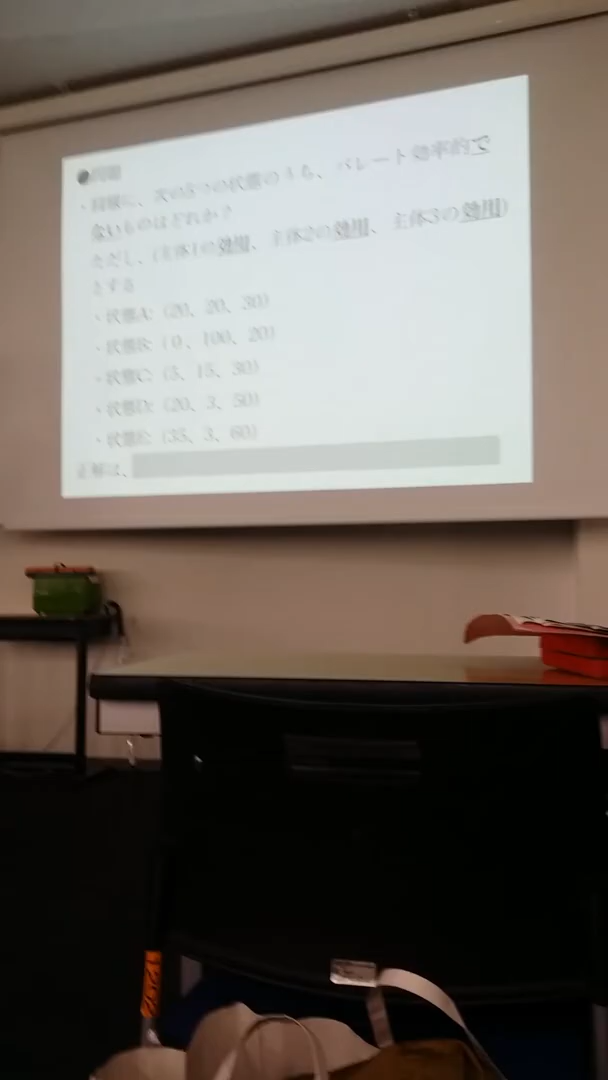 ●問題
・同様に、次の5つの状態のうち、パレート効率的で
ないものはどれか？
ただし、(主体1の効用、主体2の効用、主体3の効用)
とする
・状態A: (20、20、30)
・状態B: ( 0、100、20)
・状態C: (5、15、30)
・状態D: (20、3、50)
・状態E: (35、3、60)
正解は、